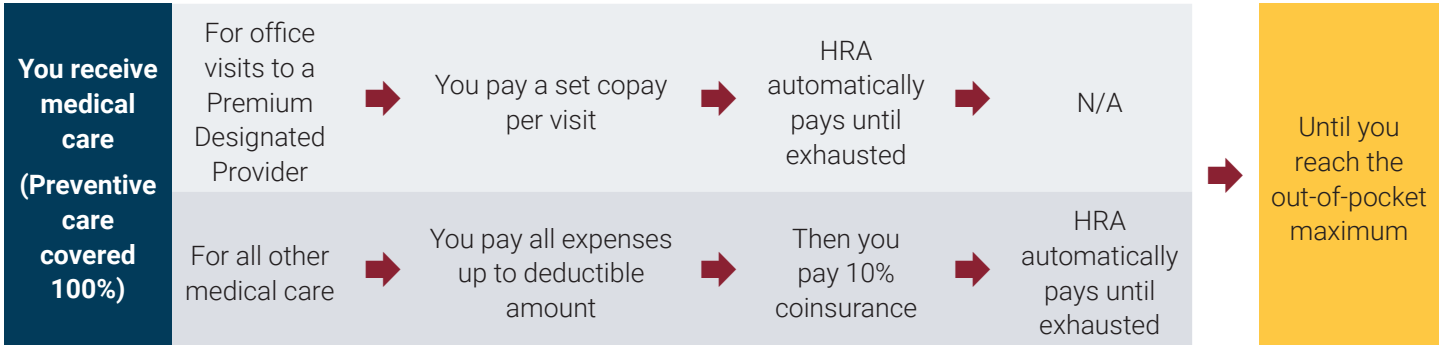 You receive
medical
care
(Preventive
care
covered
100%)
For office
visits to a
Premium
Designated
Provider
You pay a set copay
per visit
HRA
automatically
pays until
exhausted
N/A
For all other
medical care
You pay all expenses
up to deductible
amount
Then you
pay 10%
coinsurance
HRA
automatically
pays until
exhausted
Until you
reach the
out-of-pocket
maximum